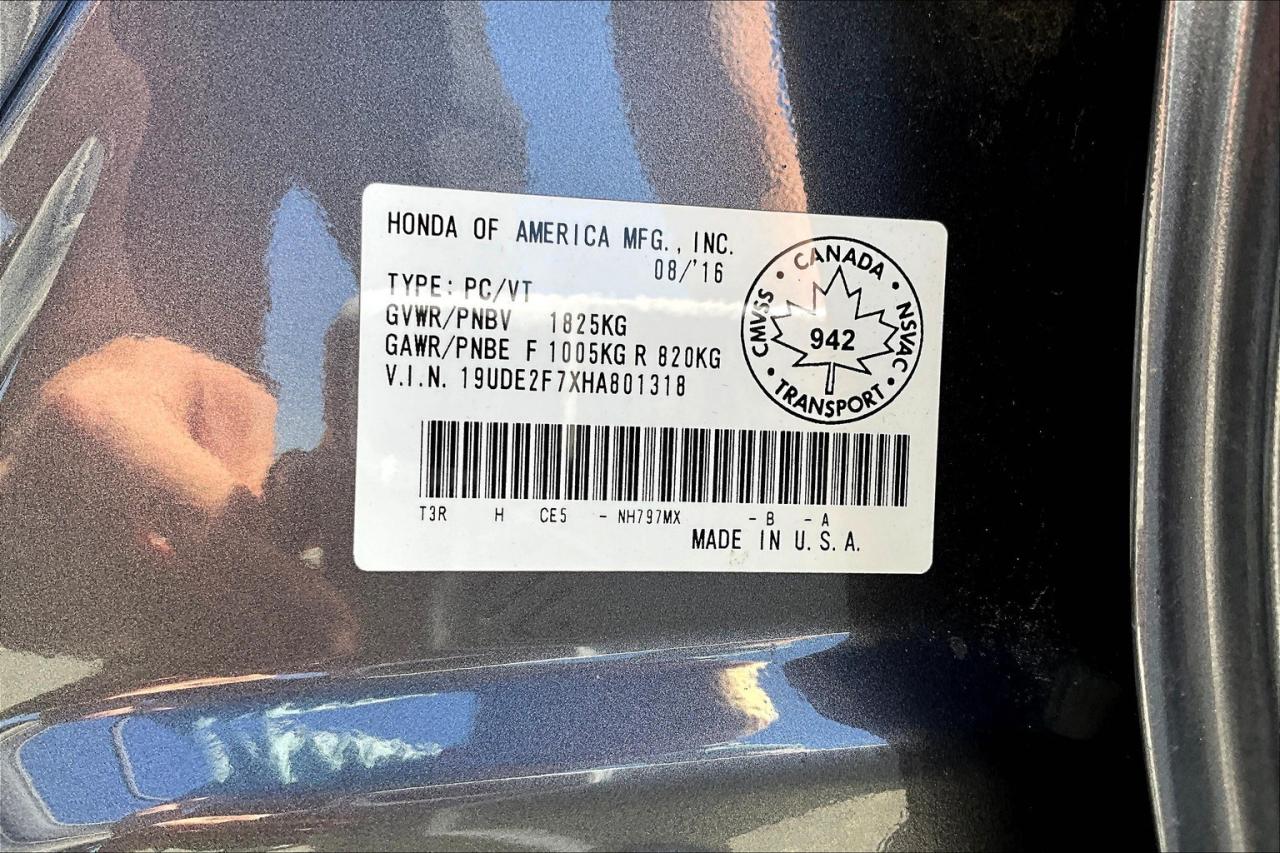 HONDA OF AMERICA MFG., INC.
08/'16
TYPE: PC/VT
GVWR/PNBV 1825KG
GAWR/PNBE F 1005KG R 820KG
V.I.N. 19UDE2F7XHA801318
CANADA • NSVAC • TRANSPORT • CMVSS •
942
T3R H CE5 - NH797MX - B - A
MADE IN U.S.A.